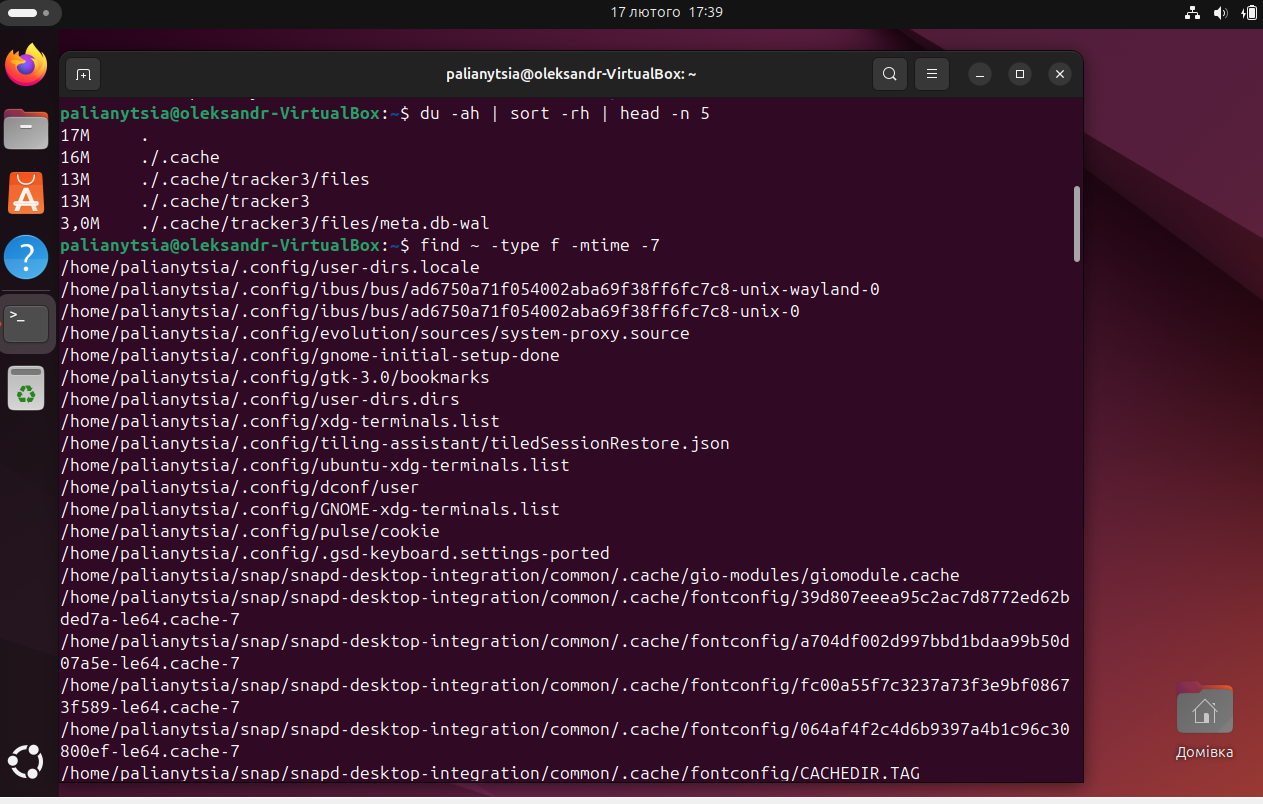 17 лютого 17:39
palianytsia@oleksandr-VirtualBox: ~
palianytsia@oleksandr-VirtualBox:~$ du -ah | sort -rh | head -n 5
17M .
16M ./.cache
13M ./.cache/tracker3/files
13M ./.cache/tracker3
3,0M ./.cache/tracker3/files/meta.db-wal
palianytsia@oleksandr-VirtualBox:~$ find ~ -type f -mtime -7
/home/palianytsia/.config/user-dirs.locale
/home/palianytsia/.config/ibus/bus/ad6750a71f054002aba69f38ff6fc7c8-unix-wayland-0
/home/palianytsia/.config/ibus/bus/ad6750a71f054002aba69f38ff6fc7c8-unix-0
/home/palianytsia/.config/evolution/sources/system-proxy.source
/home/palianytsia/.config/gnome-initial-setup-done
/home/palianytsia/.config/gtk-3.0/bookmarks
/home/palianytsia/.config/user-dirs.dirs
/home/palianytsia/.config/xdg-terminals.list
/home/palianytsia/.config/tiling-assistant/tiledSessionRestore.json
/home/palianytsia/.config/ubuntu-xdg-terminals.list
/home/palianytsia/.config/dconf/user
/home/palianytsia/.config/GNOME-xdg-terminals.list
/home/palianytsia/.config/pulse/cookie
/home/palianytsia/.config/.gsd-keyboard.settings-ported
/home/palianytsia/snap/snapd-desktop-integration/common/.cache/gio-modules/giomodule.cache
/home/palianytsia/snap/snapd-desktop-integration/common/.cache/fontconfig/39d807eeea95c2ac7d8772ed62b
ded7a-le64.cache-7
/home/palianytsia/snap/snapd-desktop-integration/common/.cache/fontconfig/a704df002d997bbd1bdaa99b50d
07a5e-le64.cache-7
/home/palianytsia/snap/snapd-desktop-integration/common/.cache/fontconfig/fc00a55f7c3237a73f3e9bf0867
3f589-le64.cache-7
/home/palianytsia/snap/snapd-desktop-integration/common/.cache/fontconfig/064af4f2c4d6b9397a4b1c96c30
800ef-le64.cache-7
/home/palianytsia/snap/snapd-desktop-integration/common/.cache/fontconfig/CACHEDIR.TAG
Домівка